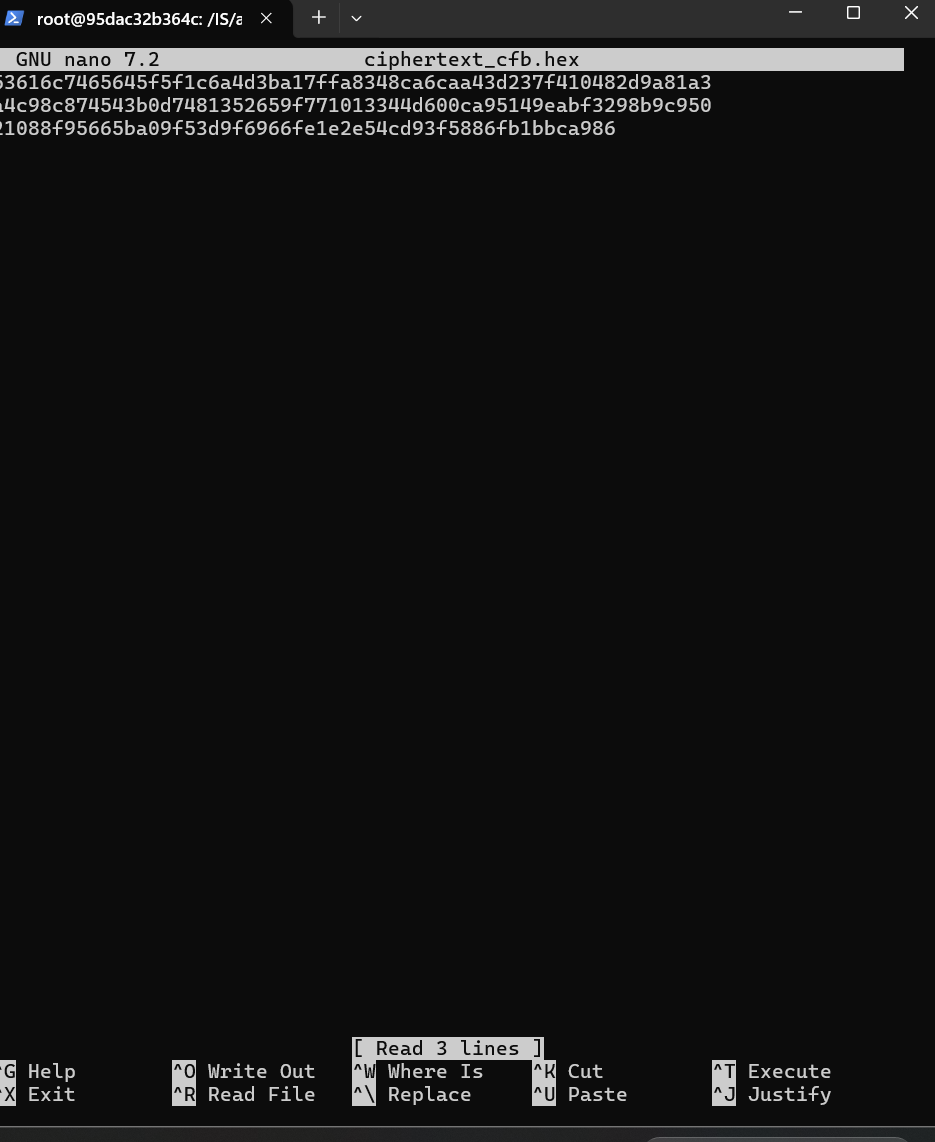 root@95dac32b364c: /IS/a
GNU nano 7.2 ciphertext_cfb.hex
53616c7465645f5f1c6a4d3ba17ffa8348ca6caa43d237f410482d9a81a3
a4c98c874543b0d7481352659f771013344d600ca95149eabf3298b9c950
21088f95665ba09f53d9f6966fe1e2e54cd93f5886fb1bbca986
[ Read 3 lines ]
^G Help ^O Write Out ^W Where Is ^K Cut ^T Execute
^X Exit ^R Read File ^\ Replace ^U Paste ^J Justify